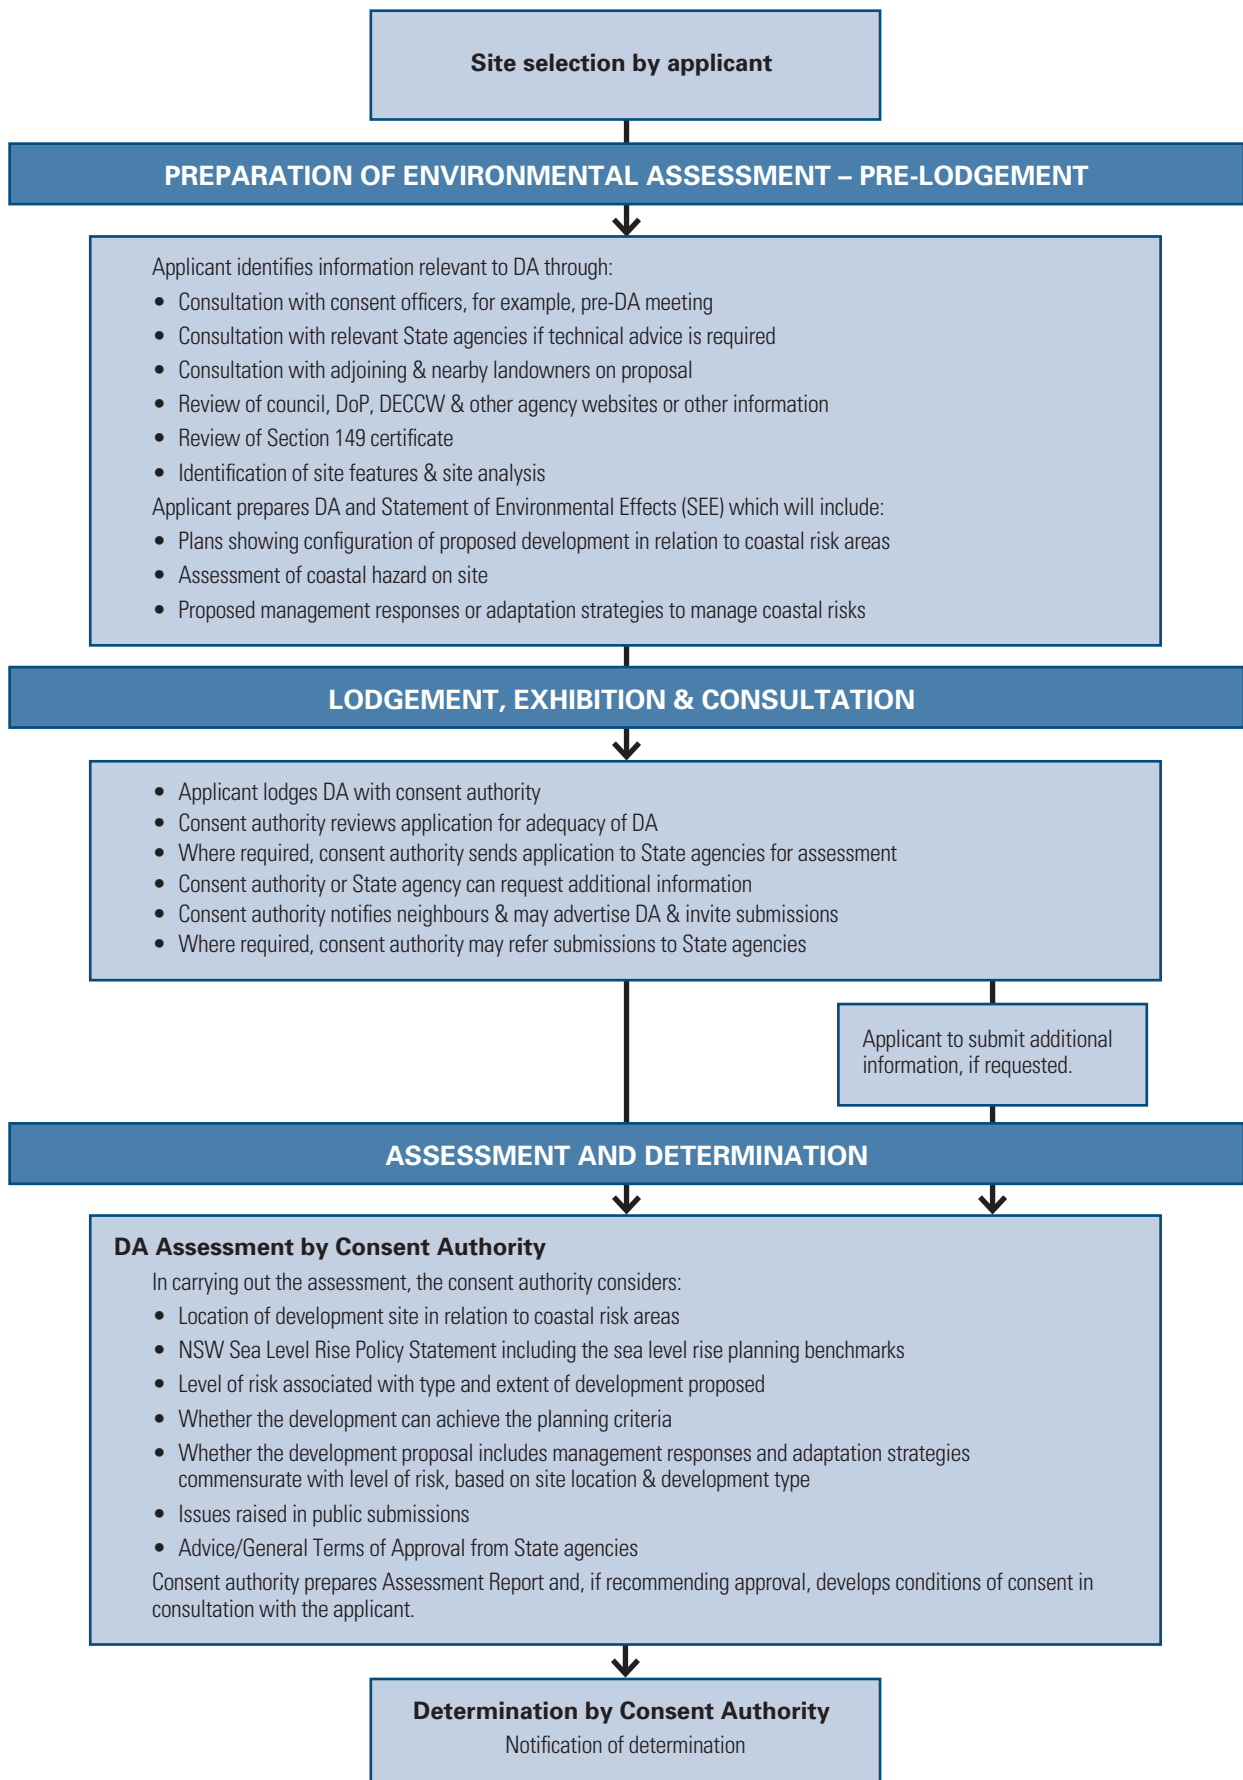 Site selection by applicant
PREPARATION OF ENVIRONMENTAL ASSESSMENT – PRE-LODGEMENT
Applicant identifies information relevant to DA through:
• Consultation with consent officers, for example, pre-DA meeting
• Consultation with relevant State agencies if technical advice is required
• Consultation with adjoining & nearby landowners on proposal
• Review of council, DoP, DECCW & other agency websites or other information
• Review of Section 149 certificate
• Identification of site features & site analysis
Applicant prepares DA and Statement of Environmental Effects (SEE) which will include:
• Plans showing configuration of proposed development in relation to coastal risk areas
• Assessment of coastal hazard on site
• Proposed management responses or adaptation strategies to manage coastal risks
LODGEMENT, EXHIBITION & CONSULTATION
• Applicant lodges DA with consent authority
• Consent authority reviews application for adequacy of DA
• Where required, consent authority sends application to State agencies for assessment
• Consent authority or State agency can request additional information
• Consent authority notifies neighbours & may advertise DA & invite submissions
• Where required, consent authority may refer submissions to State agencies
Applicant to submit additional
information, if requested.
ASSESSMENT AND DETERMINATION
DA Assessment by Consent Authority
In carrying out the assessment, the consent authority considers:
• Location of development site in relation to coastal risk areas
• NSW Sea Level Rise Policy Statement including the sea level rise planning benchmarks
• Level of risk associated with type and extent of development proposed
• Whether the development can achieve the planning criteria
• Whether the development proposal includes management responses and adaptation strategies
commensurate with level of risk, based on site location & development type
• Issues raised in public submissions
• Advice/General Terms of Approval from State agencies
Consent authority prepares Assessment Report and, if recommending approval, develops conditions of consent in
consultation with the applicant.
Determination by Consent Authority
Notification of determination